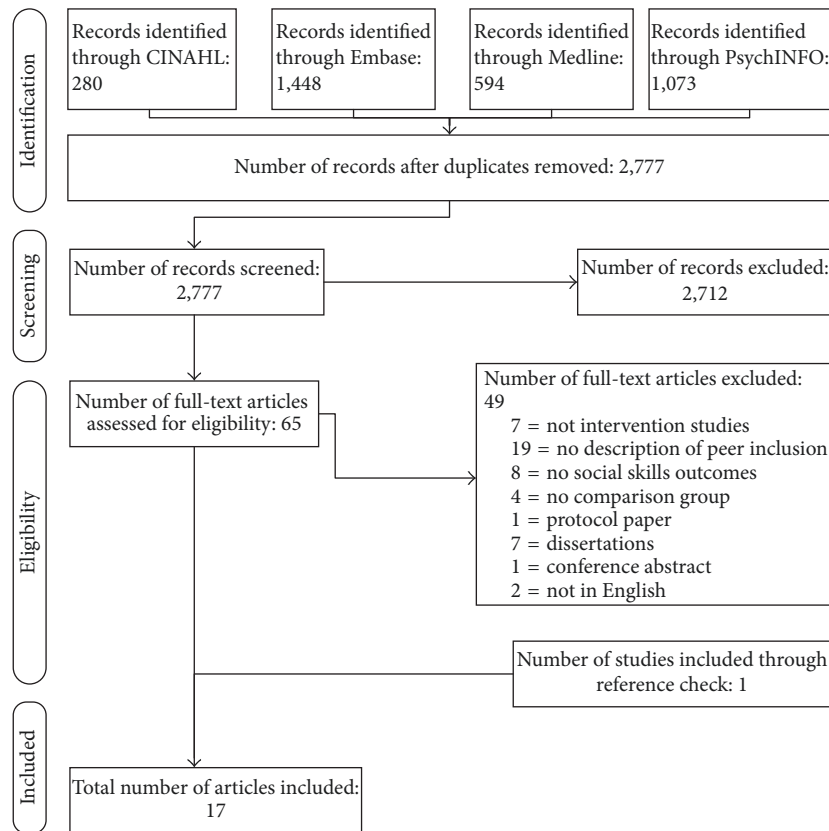 Identification
Records identified
through CINAHL:
280
Records identified
through Embase:
1,448
Records identified
through Medline:
594
Records identified
through PsychINFO:
1,073
Number of records after duplicates removed: 2,777
Screening
Number of records screened:
2,777
Number of records excluded:
2,712
Eligibility
Number of full-text articles
assessed for eligibility: 65
Number of full-text articles excluded:
49
7 = not intervention studies
19 = no description of peer inclusion
8 = no social skills outcomes
4 = no comparison group
1 = protocol paper
7 = dissertations
1 = conference abstract
2 = not in English
Number of studies included through
reference check: 1
Included
Total number of articles included:
17